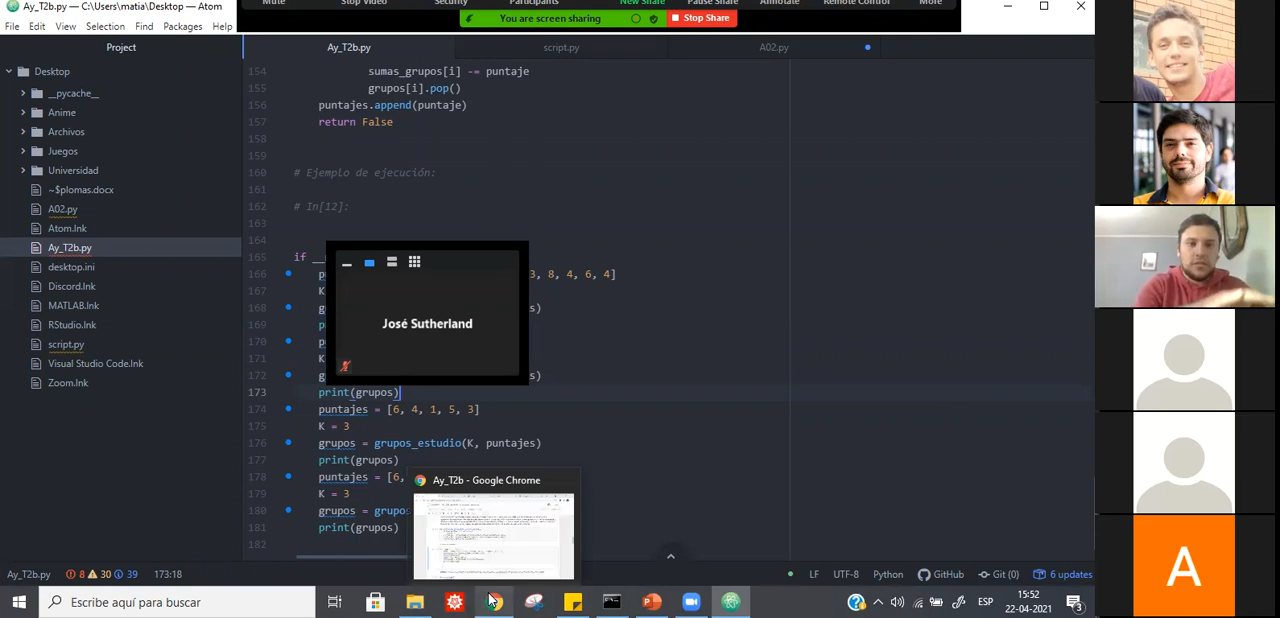 Ay_T2b.py — C:\Users\matia\Desktop — Atom
Mute Stop Video Security Participants New Share Pause Share Annotate Remote Control More
You are screen sharing Stop Share
File Edit View Selection Find Packages Help
Project
Ay_T2b.py script.py A02.py
Desktop
__pycache__
Anime
Archivos
Juegos
Universidad
~$plomas.docx
A02.py
Atom.lnk
Ay_T2b.py
desktop.ini
Discord.lnk
MATLAB.lnk
RStudio.lnk
script.py
Visual Studio Code.lnk
Zoom.lnk
154 sumas_grupos[i] -= puntaje
155 grupos[i].pop()
156 puntajes.append(puntaje)
157 return False
158
159
160 # Ejemplo de ejecución:
161
162 # In[12]:
163
164
165 if __
166 3, 8, 4, 6, 4]
167 K
168 s)
169
170
171 K
172 s)
173 print(grupos)
174 puntajes = [6, 4, 1, 5, 3]
175 K = 3
176 grupos = grupos_estudio(K, puntajes)
177 print(grupos)
178 puntajes = [6,
179 K = 3
180 grupos = grupos
181 print(grupos)
182
José Sutherland
Ay_T2b - Google Chrome
Ay_T2b.py 8 30 39 173:18 LF UTF-8 Python GitHub Git (0) 6 updates
Escribe aquí para buscar
ESP
15:52
22-04-2021
3
A